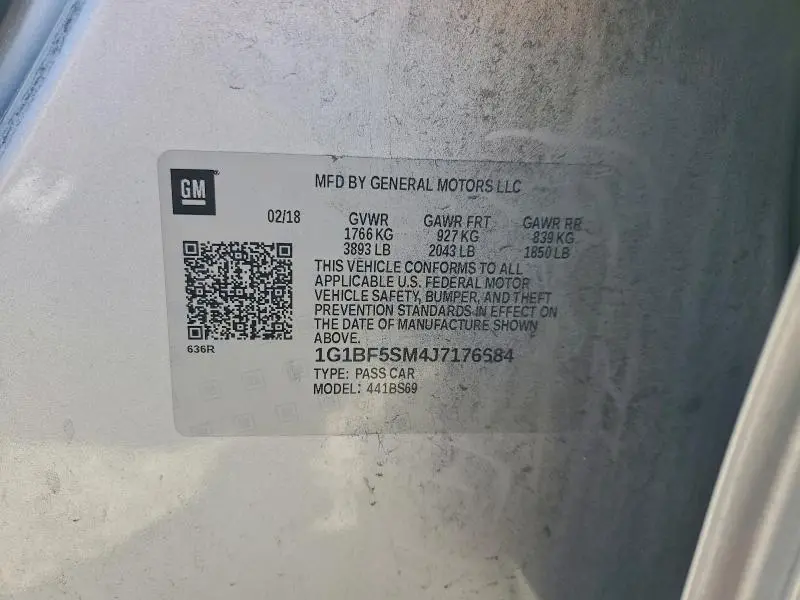 GM
MFD BY GENERAL MOTORS LLC
02/18 GVWR GAWR FRT GAWR RR
1766 KG 927 KG 839 KG
3893 LB 2043 LB 1850 LB
THIS VEHICLE CONFORMS TO ALL
APPLICABLE U.S. FEDERAL MOTOR
VEHICLE SAFETY, BUMPER, AND THEFT
PREVENTION STANDARDS IN EFFECT ON
THE DATE OF MANUFACTURE SHOWN
ABOVE.
636R
1G1BF5SM4J7176684
TYPE: PASS CAR
MODEL: 441BS69